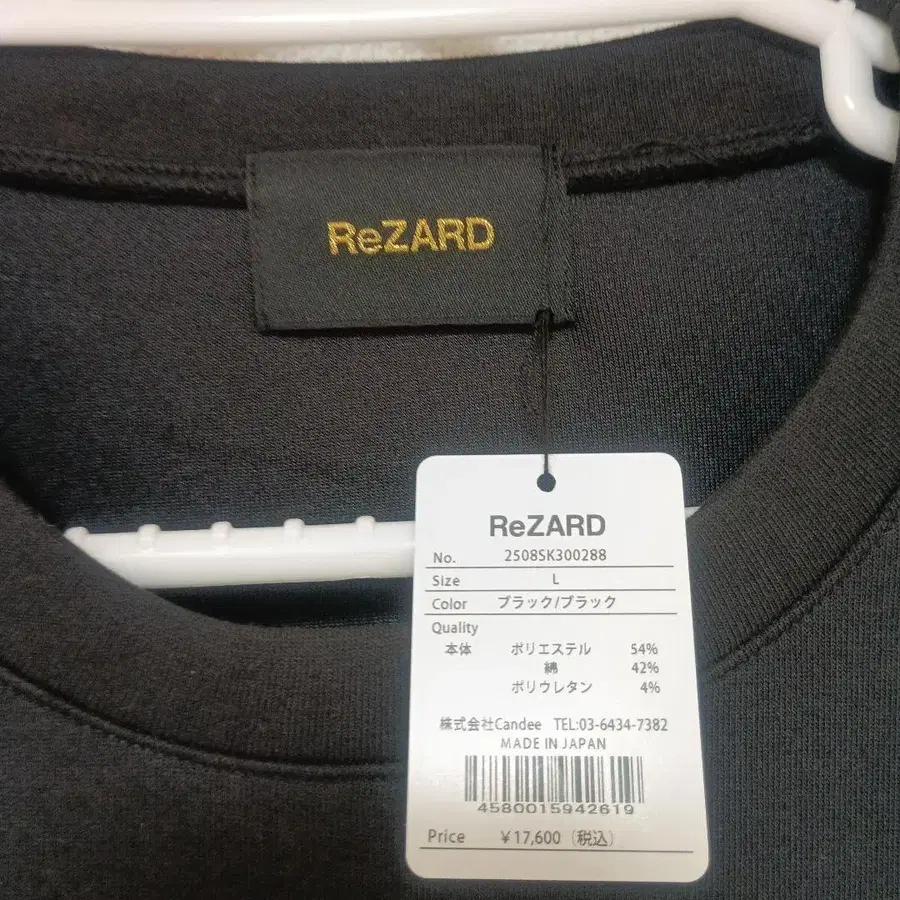 ReZARD
ReZARD
No. 2508SK300288
Size L
Color ブラック/ブラック
Quality
本体 ポリエステル 54%
綿 42%
ポリウレタン 4%
株式会社Candee TEL:03-6434-7382
MADE IN JAPAN
4580015942619
Price ¥17,600（税込）